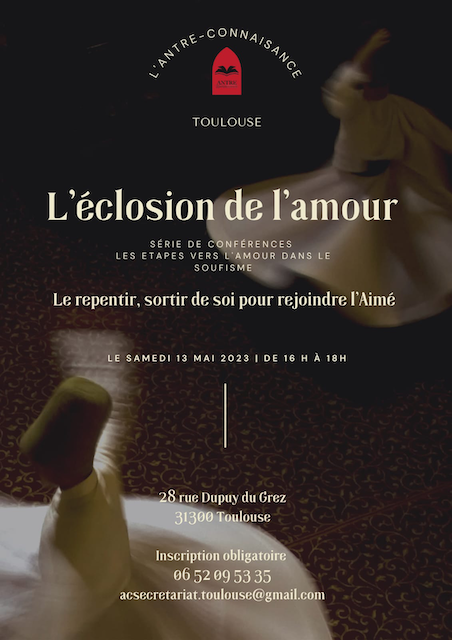 L'ANTRE-CONNAISANCE
ANTRE
TOULOUSE
L'éclosion de l'amour
SÉRIE DE CONFÉRENCES
LES ETAPES VERS L'AMOUR DANS LE
SOUFISME
Le repentir, sortir de soi pour rejoindre l'Aimé
LE SAMEDI 13 MAI 2023 | DE 16 H À 18H
28 rue Dupuy du Grez
31300 Toulouse
Inscription obligatoire
06 52 09 53 35
acsecretariat.toulouse@gmail.com